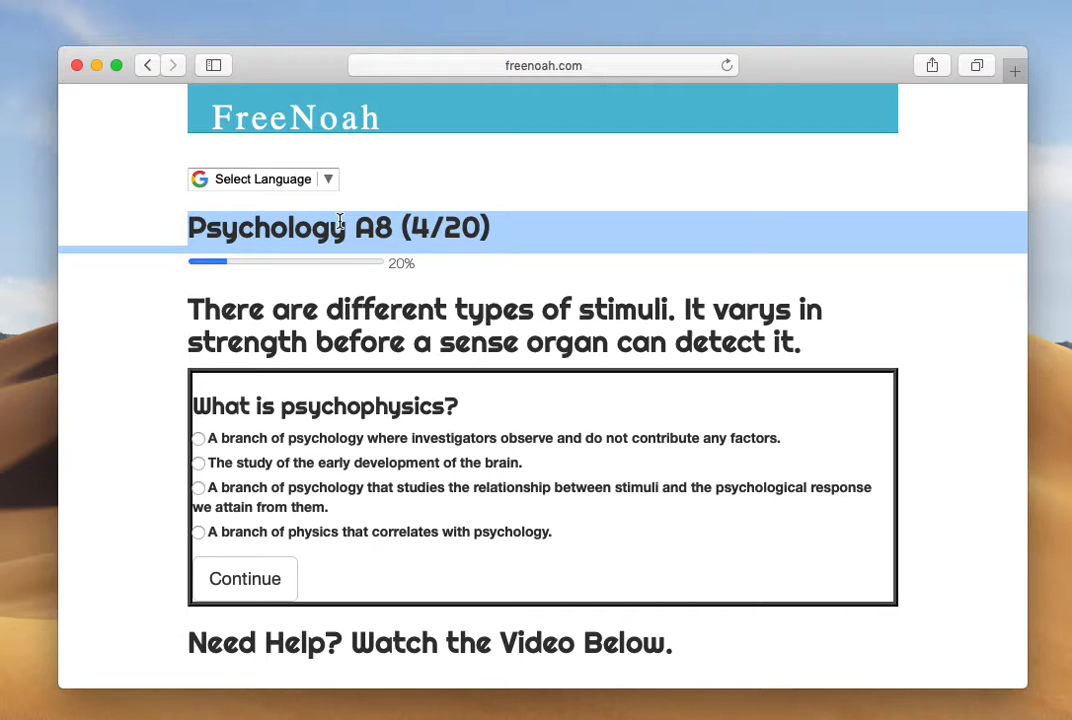 freenoah.com
FreeNoah
Select Language ▼
Psychology A8 (4/20)
20%
There are different types of stimuli. It varys in
strength before a sense organ can detect it.
What is psychophysics?
A branch of psychology where investigators observe and do not contribute any factors.
The study of the early development of the brain.
A branch of psychology that studies the relationship between stimuli and the psychological response
we attain from them.
A branch of physics that correlates with psychology.
Continue
Need Help? Watch the Video Below.